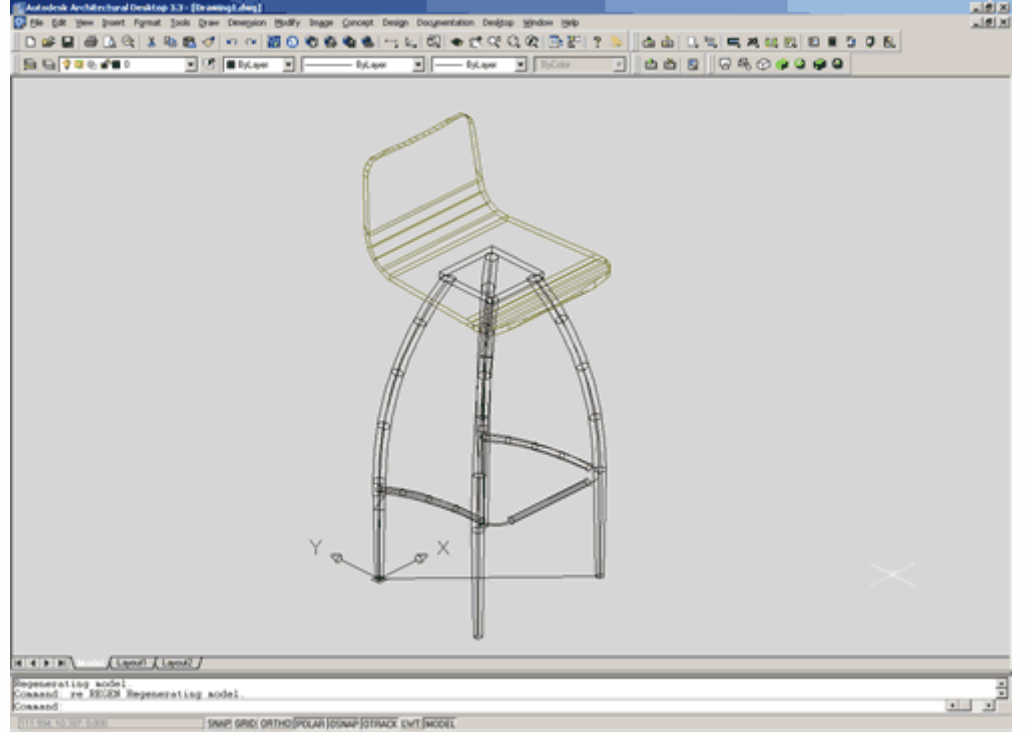 Autodesk Architectural Desktop 3.3 - [Drawing1.dwg]
File Edit View Insert Format Tools Draw Dimension Modify Image Concept Design Documentation Desktop Window Help
0 ByLayer ByLayer ByLayer ByColor
Y X
Model Layout1 Layout2
Regenerating model.
Command: re REGEN Regenerating model.
Command:
SNAP GRID ORTHO POLAR OSNAP OTRACK LWT MODEL